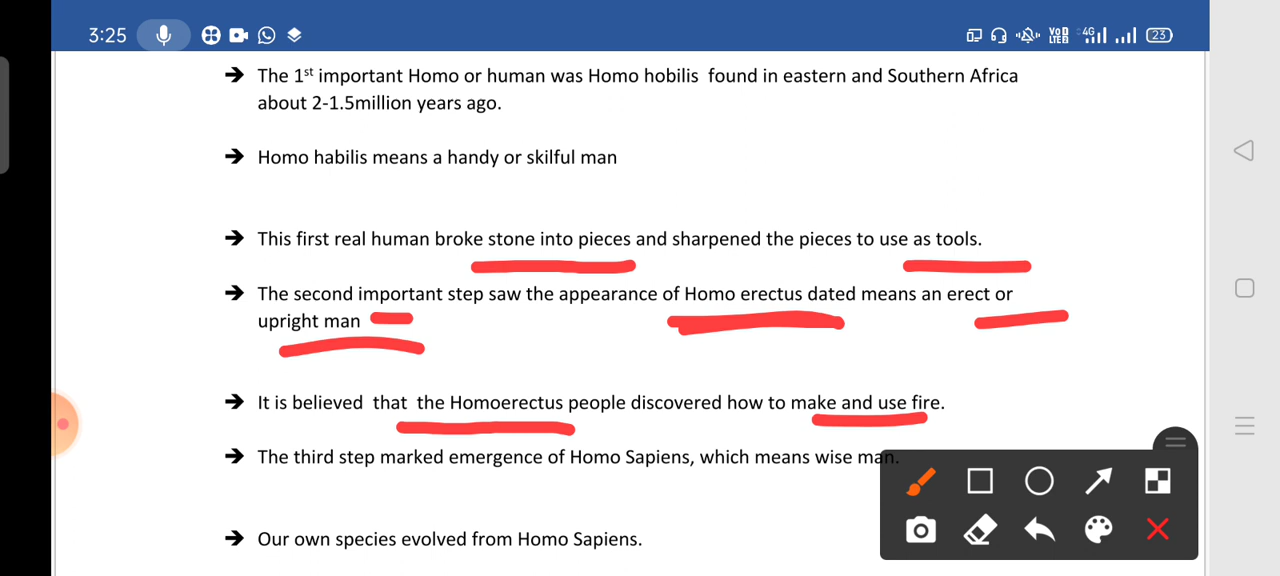 3:25
VoD LTE2 4G 23
➔ The 1st important Homo or human was Homo hobilis found in eastern and Southern Africa
about 2-1.5million years ago.
➔ Homo habilis means a handy or skilful man
➔ This first real human broke stone into pieces and sharpened the pieces to use as tools.
➔ The second important step saw the appearance of Homo erectus dated means an erect or
upright man
➔ It is believed that the Homoerectus people discovered how to make and use fire.
➔ The third step marked emergence of Homo Sapiens, which means wise man.
➔ Our own species evolved from Homo Sapiens.